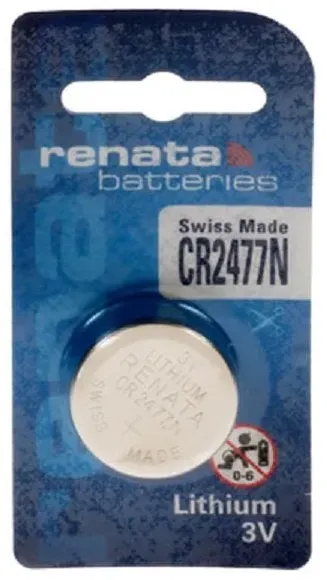 renata
batteries
Swiss Made
CR2477N
3V
LITHIUM
RENATA
CR2477N
SWISS
MADE
0-6
Lithium
3V